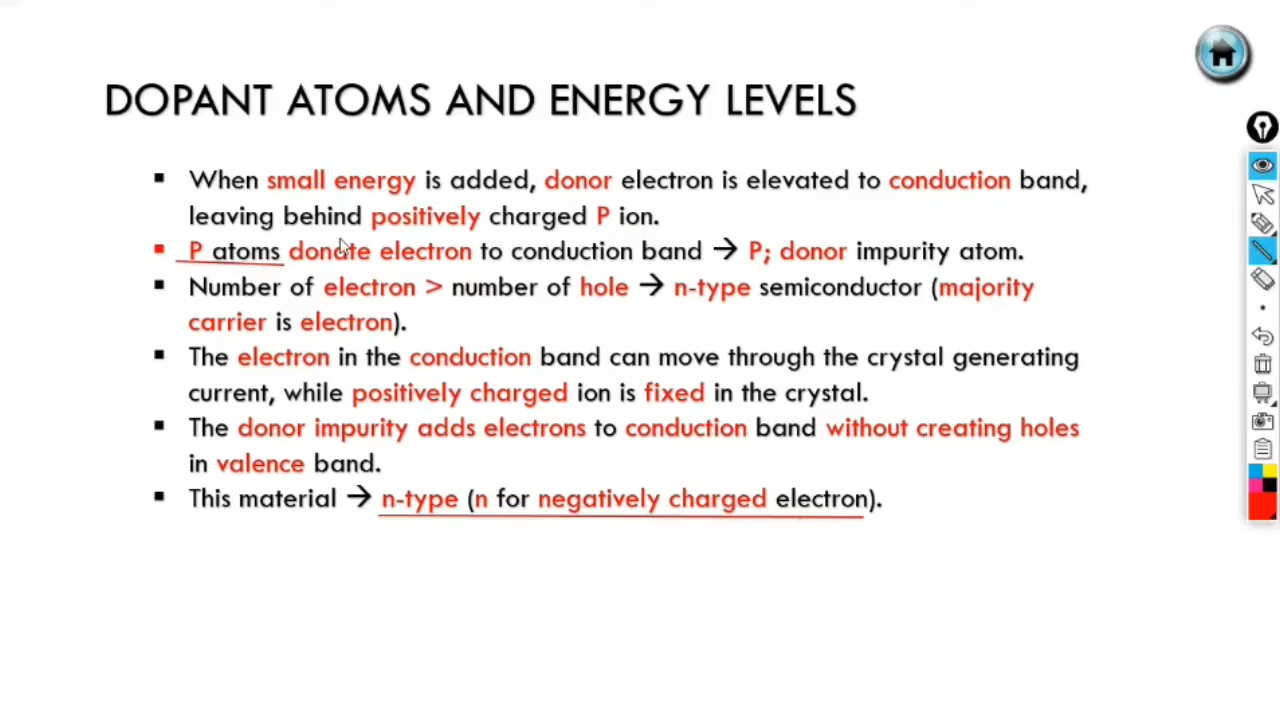 DOPANT ATOMS AND ENERGY LEVELS
▪ When small energy is added, donor electron is elevated to conduction band,
leaving behind positively charged P ion.
▪ P atoms donate electron to conduction band → P; donor impurity atom.
▪ Number of electron > number of hole → n-type semiconductor (majority
carrier is electron).
▪ The electron in the conduction band can move through the crystal generating
current, while positively charged ion is fixed in the crystal.
▪ The donor impurity adds electrons to conduction band without creating holes
in valence band.
▪ This material → n-type (n for negatively charged electron).